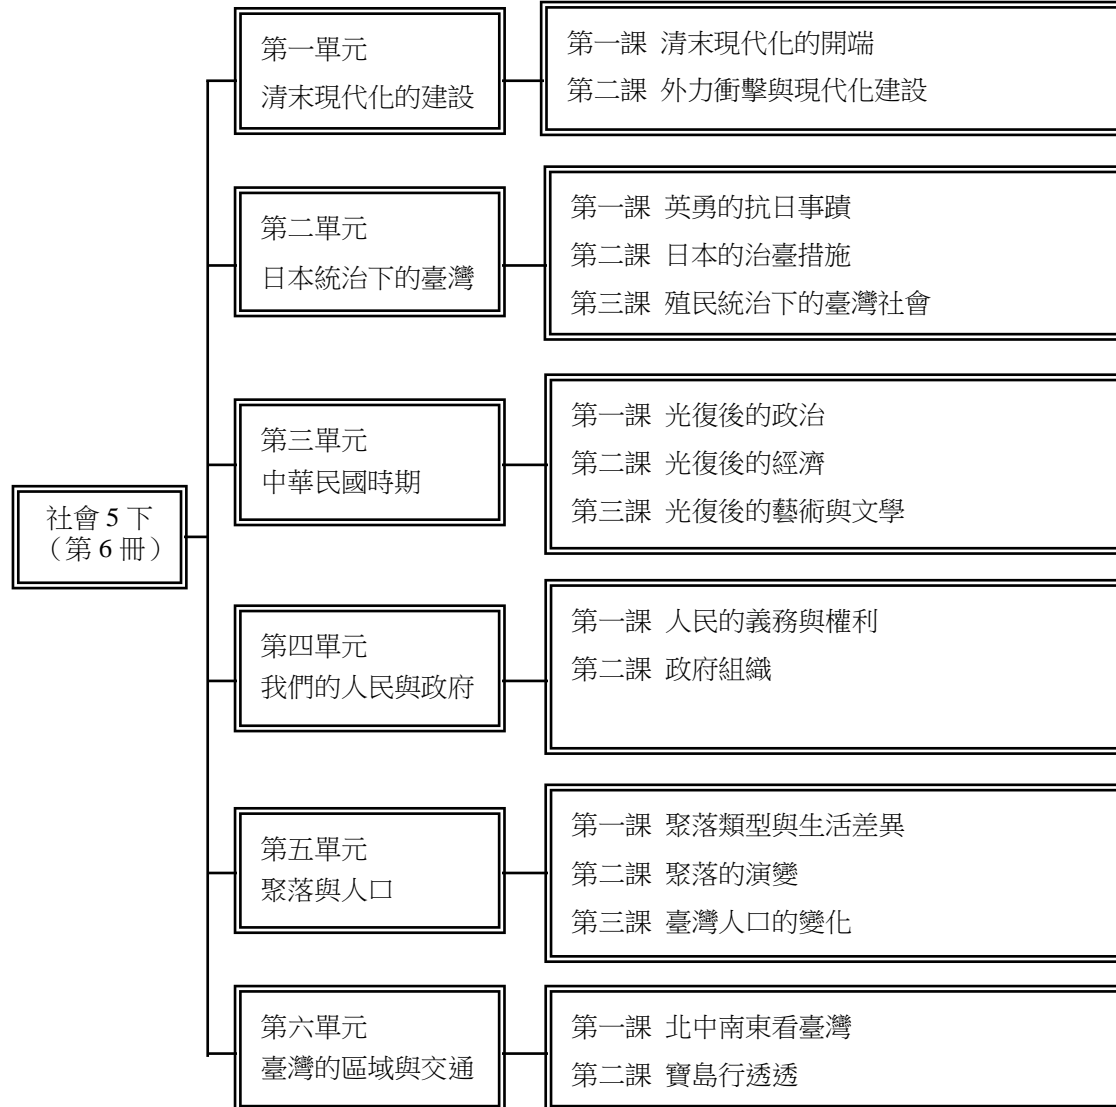 社會 5 下
（第 6 冊）
第一單元
清末現代化的建設
第一課 清末現代化的開端
第二課 外力衝擊與現代化建設
第二單元
日本統治下的臺灣
第一課 英勇的抗日事蹟
第二課 日本的治臺措施
第三課 殖民統治下的臺灣社會
第三單元
中華民國時期
第一課 光復後的政治
第二課 光復後的經濟
第三課 光復後的藝術與文學
第四單元
我們的人民與政府
第一課 人民的義務與權利
第二課 政府組織
第五單元
聚落與人口
第一課 聚落類型與生活差異
第二課 聚落的演變
第三課 臺灣人口的變化
第六單元
臺灣的區域與交通
第一課 北中南東看臺灣
第二課 寶島行透透